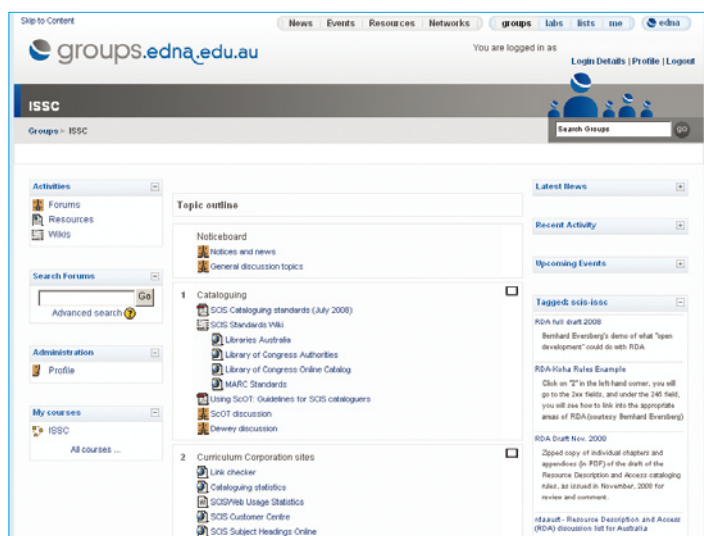 Skip to Content
News Events Resources Networks groups labs lists me edna
groups.edna.edu.au
You are logged in as
Login Details | Profile | Logout
ISSC
Groups ▻ ISSC
Search Groups
GO
Activities
Forums
Resources
Wikis
Search Forums
Go
Advanced search ?
Administration
Profile
My courses
ISSC
All courses ...
Topic outline
Noticeboard
Notices and news
General discussion topics
1 Cataloguing
SCIS Cataloguing standards (July 2008)
SCIS Standards Wiki
Libraries Australia
Library of Congress Authorities
Library of Congress Online Catalog
MARC Standards
Using ScOT: Guidelines for SCIS cataloguers
ScOT discussion
Dewey discussion
2 Curriculum Corporation sites
Link checker
Cataloguing statistics
SCISWeb Usage Statistics
SCIS Customer Centre
SCIS Subject Headings Online
Latest News
Recent Activity
Upcoming Events
Tagged: scis-issc
RDA full draft 2008
Bernhard Eversberg's demo of what "open
development" could do with RDA
RDA-Koha Rules Example
Click on "2" in the left-hand corner, you will
go to the 2xx fields, and under the 245 field,
you will see how to link into the appropriate
areas of RDA (courtesy Bernhard Eversberg)
RDA Draft Nov. 2008
Zipped copy of individual chapters and
appendices (in PDF) of the draft of the
Resource Description and Access cataloging
rules, as issued in November, 2008 for
review and comment.
rdaaust - Resource Description and Access
(RDA) discussion list for Australia